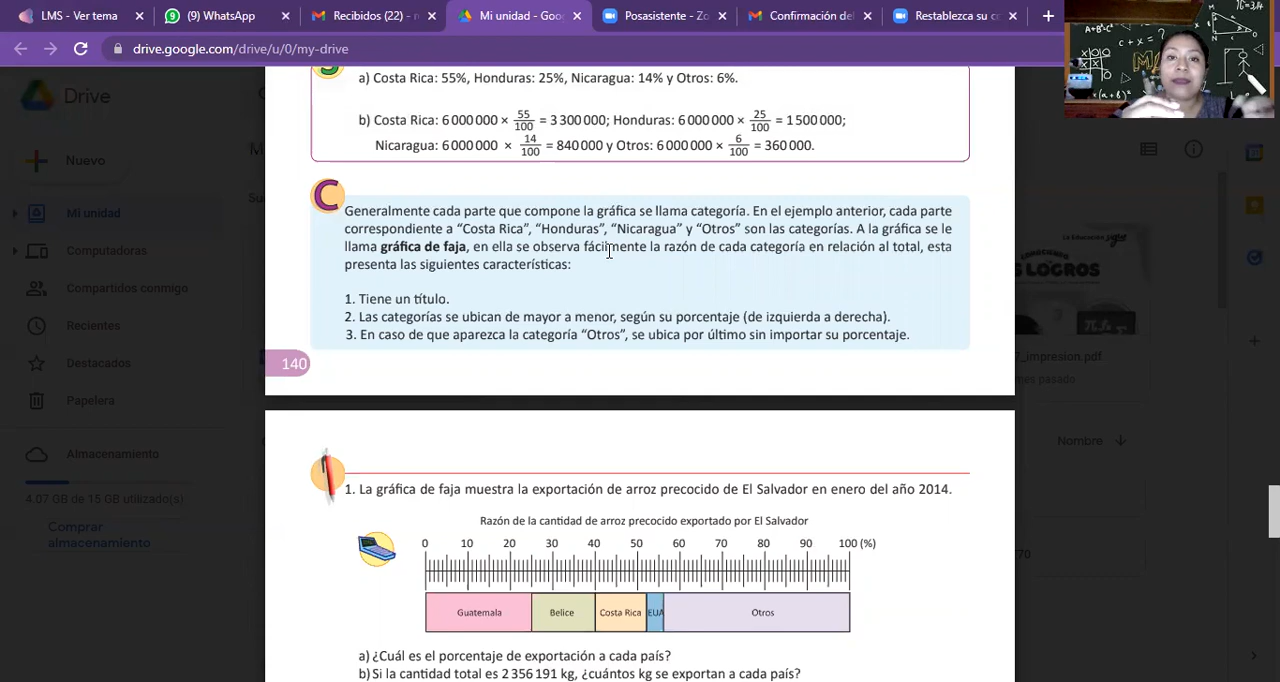 LMS - Ver tema
(9) WhatsApp
Recibidos (22) -
Mi unidad - Goo
Posasistente - Zo
Confirmación del
Restablezca su co
drive.google.com/drive/u/0/my-drive
Drive
Nuevo
Mi unidad
Computadoras
Compartidos conmigo
Recientes
Destacados
Papelera
Almacenamiento
4.07 GB de 15 GB utilizado(s)
Comprar
almacenamiento
a) Costa Rica: 55%, Honduras: 25%, Nicaragua: 14% y Otros: 6%.
b) Costa Rica: 6 000 000 × 55/100 = 3 300 000; Honduras: 6 000 000 × 25/100 = 1 500 000;
Nicaragua: 6 000 000 × 14/100 = 840 000 y Otros: 6 000 000 × 6/100 = 360 000.
C
Generalmente cada parte que compone la gráfica se llama categoría. En el ejemplo anterior, cada parte
correspondiente a “Costa Rica”, “Honduras”, “Nicaragua” y “Otros” son las categorías. A la gráfica se le
llama gráfica de faja, en ella se observa fácilmente la razón de cada categoría en relación al total, esta
presenta las siguientes características:
1. Tiene un título.
2. Las categorías se ubican de mayor a menor, según su porcentaje (de izquierda a derecha).
3. En caso de que aparezca la categoría “Otros”, se ubica por último sin importar su porcentaje.
140
1. La gráfica de faja muestra la exportación de arroz precocido de El Salvador en enero del año 2014.
Razón de la cantidad de arroz precocido exportado por El Salvador
0 10 20 30 40 50 60 70 80 90 100 (%)
Guatemala Belice Costa Rica EUA Otros
a) ¿Cuál es el porcentaje de exportación a cada país?
b) Si la cantidad total es 2 356 191 kg, ¿cuántos kg se exportan a cada país?
Nombre